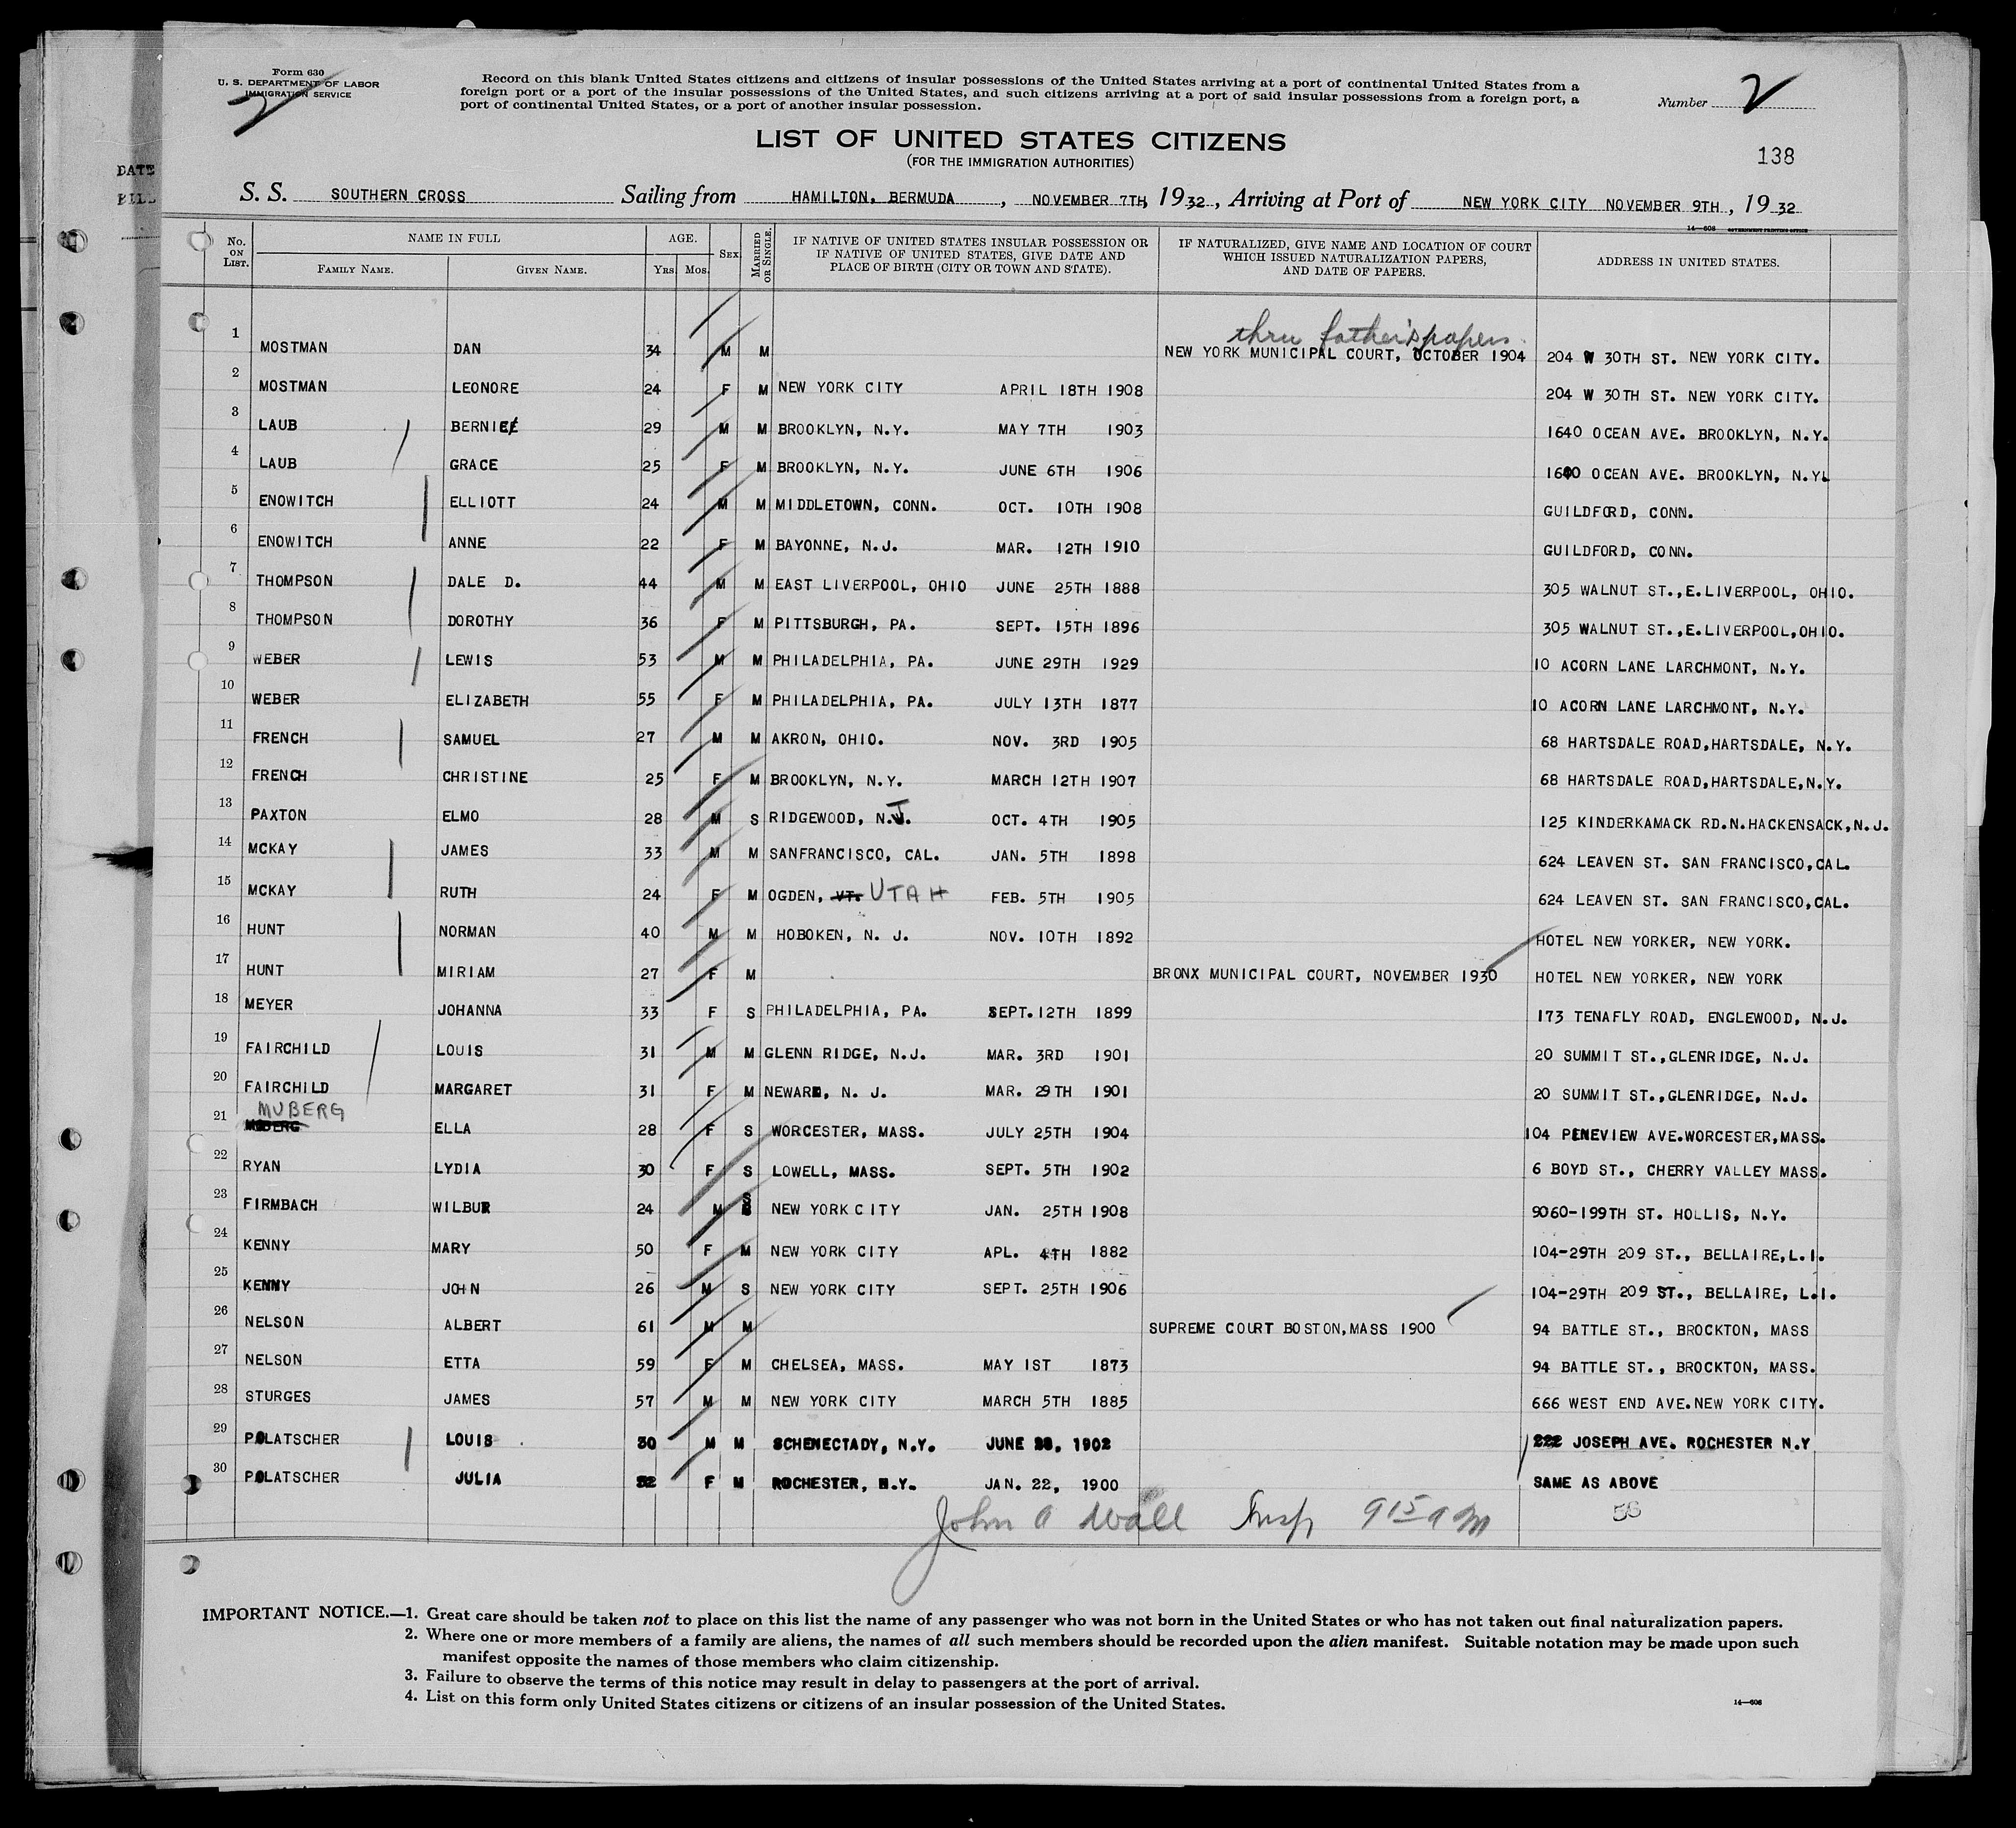 Form 630
U. S. DEPARTMENT OF LABOR
IMMIGRATION SERVICE
2
Record on this blank United States citizens and citizens of insular possessions of the United States arriving at a port of continental United States from a
foreign port or a port of the insular possessions of the United States, and such citizens arriving at a port of said insular possessions from a foreign port, a
port of continental United States, or a port of another insular possession.
Number 2
LIST OF UNITED STATES CITIZENS
(FOR THE IMMIGRATION AUTHORITIES)
138
DATE
S. S. SOUTHERN CROSS Sailing from HAMILTON, BERMUDA, NOVEMBER 7TH, 1932, Arriving at Port of NEW YORK CITY NOVEMBER 9TH, 1932
14—608 GOVERNMENT PRINTING OFFICE
No. ON LIST. NAME IN FULL FAMILY NAME. GIVEN NAME. AGE. YRS. MOS. SEX MARRIED OR SINGLE. IF NATIVE OF UNITED STATES INSULAR POSSESSION OR IF NATIVE OF UNITED STATES, GIVE DATE AND PLACE OF BIRTH (CITY OR TOWN AND STATE). IF NATURALIZED, GIVE NAME AND LOCATION OF COURT WHICH ISSUED NATURALIZATION PAPERS, AND DATE OF PAPERS. ADDRESS IN UNITED STATES.
thru father's papers
1 MOSTMAN DAN 34 M M NEW YORK MUNICIPAL COURT, OCTOBER 1904 204 W 30TH ST. NEW YORK CITY.
2 MOSTMAN LEONORE 24 F M NEW YORK CITY APRIL 18TH 1908 204 W 30TH ST. NEW YORK CITY.
3 LAUB BERNIE 29 M M BROOKLYN, N.Y. MAY 7TH 1903 1640 OCEAN AVE. BROOKLYN, N.Y.
4 LAUB GRACE 25 F M BROOKLYN, N.Y. JUNE 6TH 1906 1640 OCEAN AVE. BROOKLYN, N.Y.
5 ENOWITCH ELLIOTT 24 M M MIDDLETOWN, CONN. OCT. 10TH 1908 GUILDFORD, CONN.
6 ENOWITCH ANNE 22 F M BAYONNE, N.J. MAR. 12TH 1910 GUILDFORD, CONN.
7 THOMPSON DALE D. 44 M M EAST LIVERPOOL, OHIO JUNE 25TH 1888 305 WALNUT ST.,E.LIVERPOOL, OHIO.
8 THOMPSON DOROTHY 36 F M PITTSBURGH, PA. SEPT. 15TH 1896 305 WALNUT ST.,E.LIVERPOOL,OHIO.
9 WEBER LEWIS 53 M M PHILADELPHIA, PA. JUNE 29TH 1929 10 ACORN LANE LARCHMONT, N.Y.
10 WEBER ELIZABETH 55 F M PHILADELPHIA, PA. JULY 13TH 1877 10 ACORN LANE LARCHMONT, N.Y.
11 FRENCH SAMUEL 27 M M AKRON, OHIO. NOV. 3RD 1905 68 HARTSDALE ROAD,HARTSDALE, N.Y.
12 FRENCH CHRISTINE 25 F M BROOKLYN, N.Y. MARCH 12TH 1907 68 HARTSDALE ROAD,HARTSDALE,N.Y.
13 PAXTON ELMO 28 M S RIDGEWOOD, N.J. OCT. 4TH 1905 125 KINDERKAMACK RD.N.HACKENSACK,N.J.
14 MCKAY JAMES 33 M M SANFRANCISCO, CAL. JAN. 5TH 1898 624 LEAVEN ST. SAN FRANCISCO,CAL.
15 MCKAY RUTH 24 F M OGDEN, VT. UTAH FEB. 5TH 1905 624 LEAVEN ST. SAN FRANCISCO,CAL.
16 HUNT NORMAN 40 M M HOBOKEN, N. J. NOV. 10TH 1892 HOTEL NEW YORKER, NEW YORK.
17 HUNT MIRIAM 27 F M BRONX MUNICIPAL COURT, NOVEMBER 1930 HOTEL NEW YORKER, NEW YORK
18 MEYER JOHANNA 33 F S PHILADELPHIA, PA. SEPT.12TH 1899 173 TENAFLY ROAD, ENGLEWOOD, N.J.
19 FAIRCHILD LOUIS 31 M M GLENN RIDGE, N.J. MAR. 3RD 1901 20 SUMMIT ST.,GLENRIDGE, N.J.
20 FAIRCHILD MARGARET 31 F M NEWARK, N. J. MAR. 29TH 1901 20 SUMMIT ST.,GLENRIDGE, N.J.
MUBERG
21 ELLA 28 F S WORCESTER, MASS. JULY 25TH 1904 104 PINEVIEW AVE.WORCESTER,MASS.
22 RYAN LYDIA 30 F S LOWELL, MASS. SEPT. 5TH 1902 6 BOYD ST., CHERRY VALLEY MASS.
23 FIRMBACH WILBUR 24 M S NEW YORK CITY JAN. 25TH 1908 9060-199TH ST. HOLLIS, N.Y.
24 KENNY MARY 50 F M NEW YORK CITY APL. 4TH 1882 104-29TH 209 ST., BELLAIRE,L.I.
25 KENNY JOHN 26 M S NEW YORK CITY SEPT. 25TH 1906 104-29TH 209 ST., BELLAIRE, L.I.
26 NELSON ALBERT 61 M M SUPREME COURT BOSTON,MASS 1900 94 BATTLE ST., BROCKTON, MASS
27 NELSON ETTA 59 F M CHELSEA, MASS. MAY 1ST 1873 94 BATTLE ST., BROCKTON, MASS.
28 STURGES JAMES 57 M M NEW YORK CITY MARCH 5TH 1885 666 WEST END AVE.NEW YORK CITY.
29 POLATSCHER LOUIS 30 M M SCHENECTADY, N.Y. JUNE 1902 222 JOSEPH AVE. ROCHESTER N.Y
30 POLATSCHER JULIA 32 F M ROCHESTER, N.Y. JAN. 22, 1900 SAME AS ABOVE
John A Wall Insp 9 15 a m
56
IMPORTANT NOTICE.—1. Great care should be taken not to place on this list the name of any passenger who was not born in the United States or who has not taken out final naturalization papers.
2. Where one or more members of a family are aliens, the names of all such members should be recorded upon the alien manifest. Suitable notation may be made upon such
manifest opposite the names of those members who claim citizenship.
3. Failure to observe the terms of this notice may result in delay to passengers at the port of arrival.
4. List on this form only United States citizens or citizens of an insular possession of the United States.
14—608